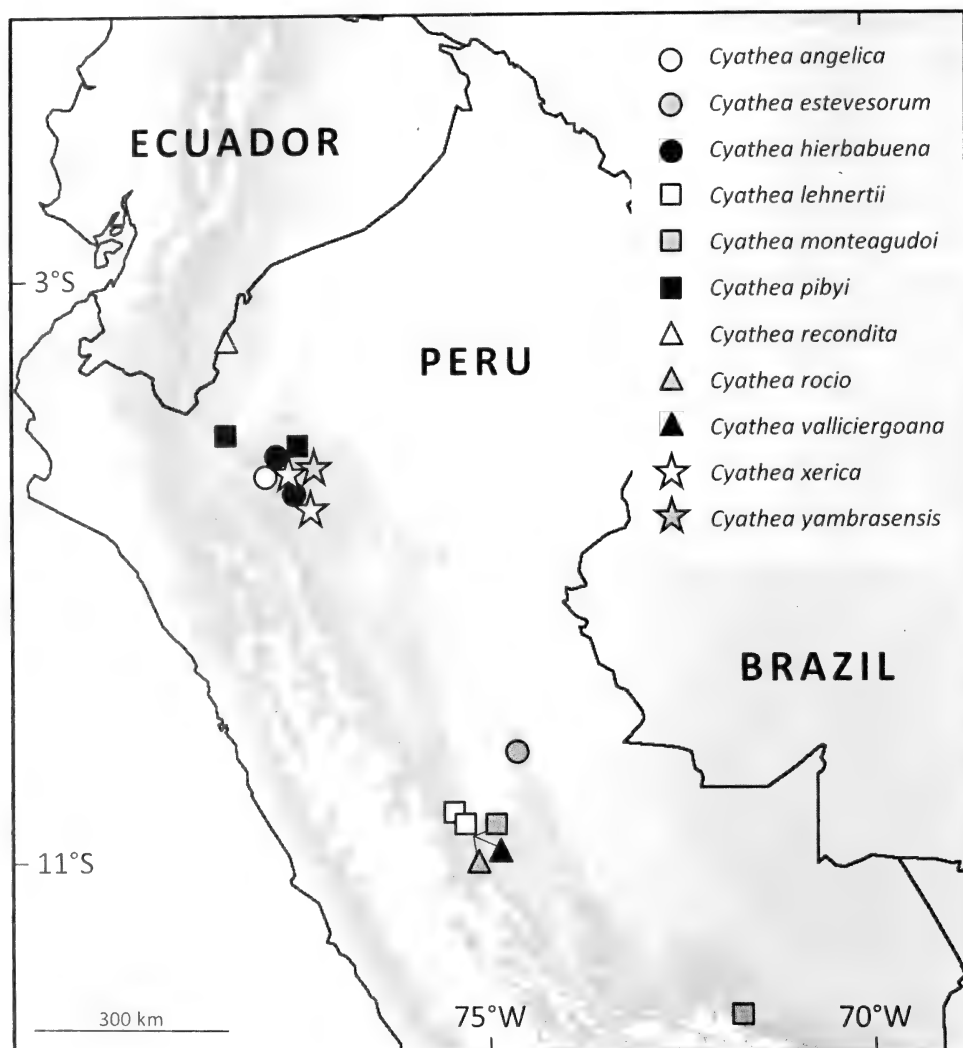 Cyathea angelica
Cyathea estevesorum
ECUADOR
Cyathea hierbabuena
Cyathea lehnertii
Cyathea monteagudoi
3°S
Cyathea pibyi
Cyathea recondita
PERU
Cyathea rocio
Cyathea valliciergoana
Cyathea xerica
Cyathea yambrasensis
BRAZIL
11°S
300 km
75°W
70°W